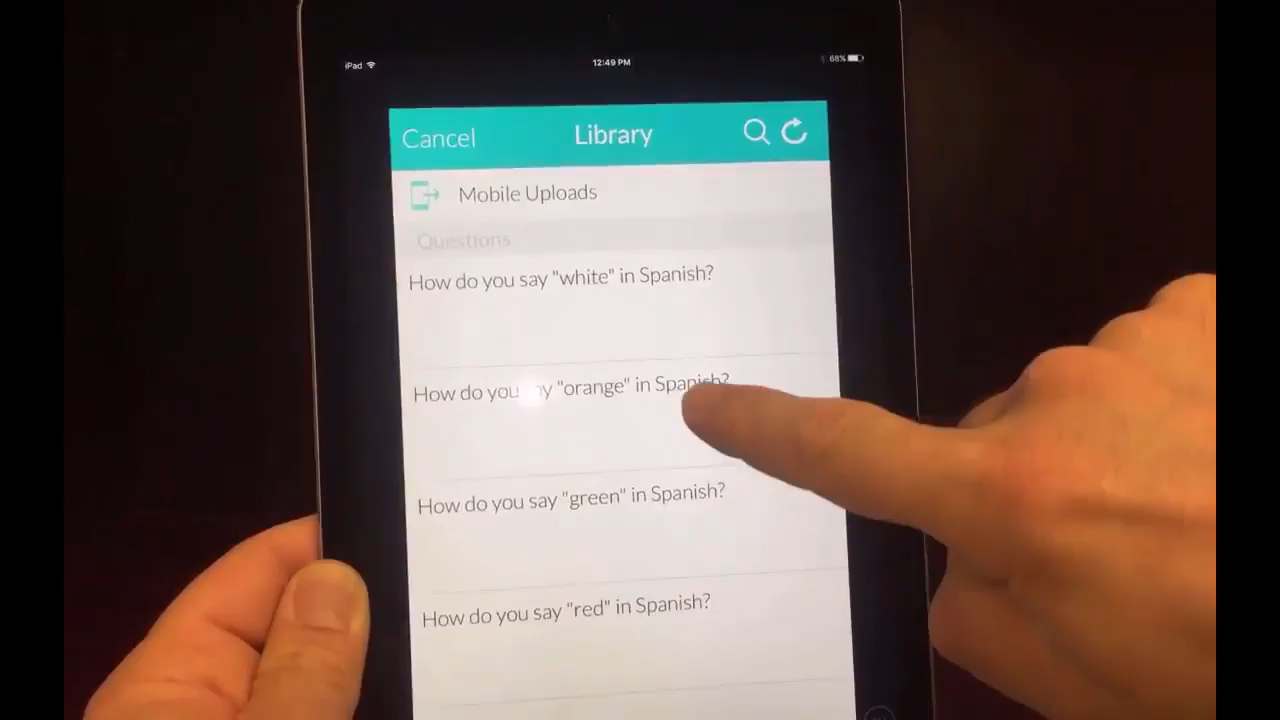 iPad
12:49 PM
68%
Cancel
Library
Mobile Uploads
Questions
How do you say "white" in Spanish?
How do you say "orange" in Spanish?
How do you say "green" in Spanish?
How do you say "red" in Spanish?